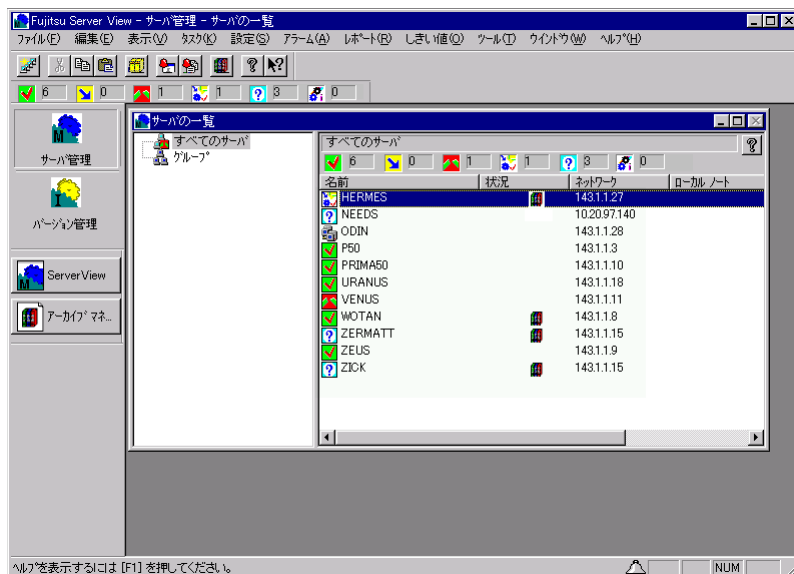 Fujitsu Server View - サーバ管理 - サーバの一覧
ファイル(F) 編集(E) 表示(V) タスク(K) 設定(S) アラーム(A) レポート(R) しきい値(O) ツール(T) ウインドウ(W) ヘルプ(H)
6 0 1 1 3 0
サーバ管理
バージョン管理
ServerView
アーカイブ マネ...
サーバの一覧
すべてのサーバ
グループ
すべてのサーバ
6 0 1 1 3 0
名前 状況 ネットワーク ローカル ノート
HERMES 143.1.1.27
NEEDS 10.20.97.140
ODIN 143.1.1.28
P50 143.1.1.3
PRIMA50 143.1.1.10
URANUS 143.1.1.18
VENUS 143.1.1.11
WOTAN 143.1.1.8
ZERMATT 143.1.1.15
ZEUS 143.1.1.9
ZICK 143.1.1.15
ヘルプを表示するには [F1] を押してください。 NUM